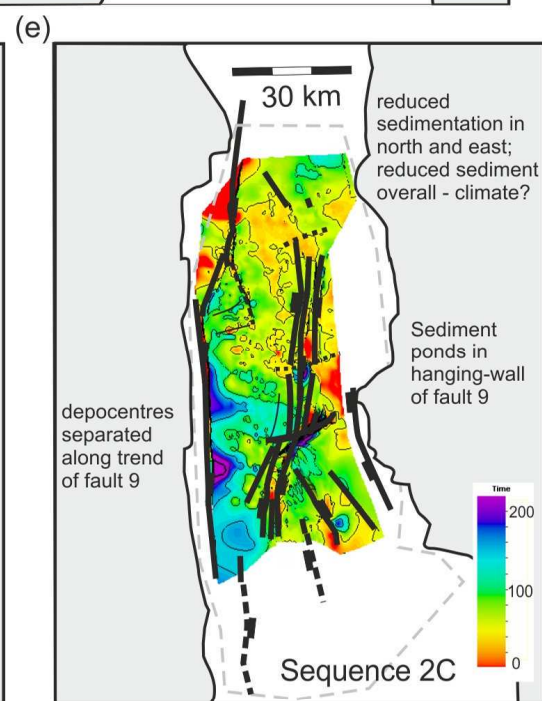 (e)
30 km
reduced
sedimentation in
north and east;
reduced sediment
overall - climate?
Sediment
ponds in
hanging-wall
of fault 9
depocentres
separated
along trend
of fault 9
Time
200
100
0
Sequence 2C